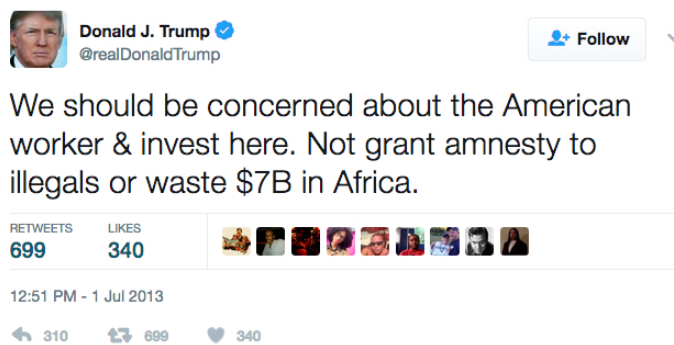 Donald J. Trump
@realDonaldTrump
Follow
We should be concerned about the American
worker & invest here. Not grant amnesty to
illegals or waste $7B in Africa.
RETWEETS LIKES
699 340
12:51 PM - 1 Jul 2013
310 699 340